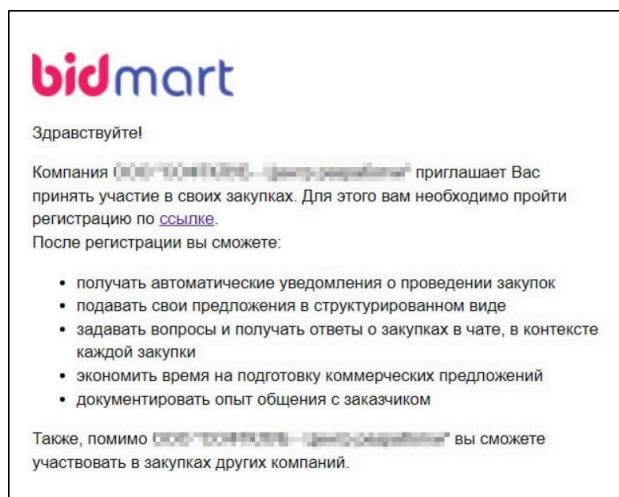 bidmart
Здравствуйте!
Компания приглашает Вас
принять участие в своих закупках. Для этого вам необходимо пройти
регистрацию по ссылке.
После регистрации вы сможете:
• получать автоматические уведомления о проведении закупок
• подавать свои предложения в структурированном виде
• задавать вопросы и получать ответы о закупках в чате, в контексте
каждой закупки
• экономить время на подготовку коммерческих предложений
• документировать опыт общения с заказчиком
Также, помимо вы сможете
участвовать в закупках других компаний.